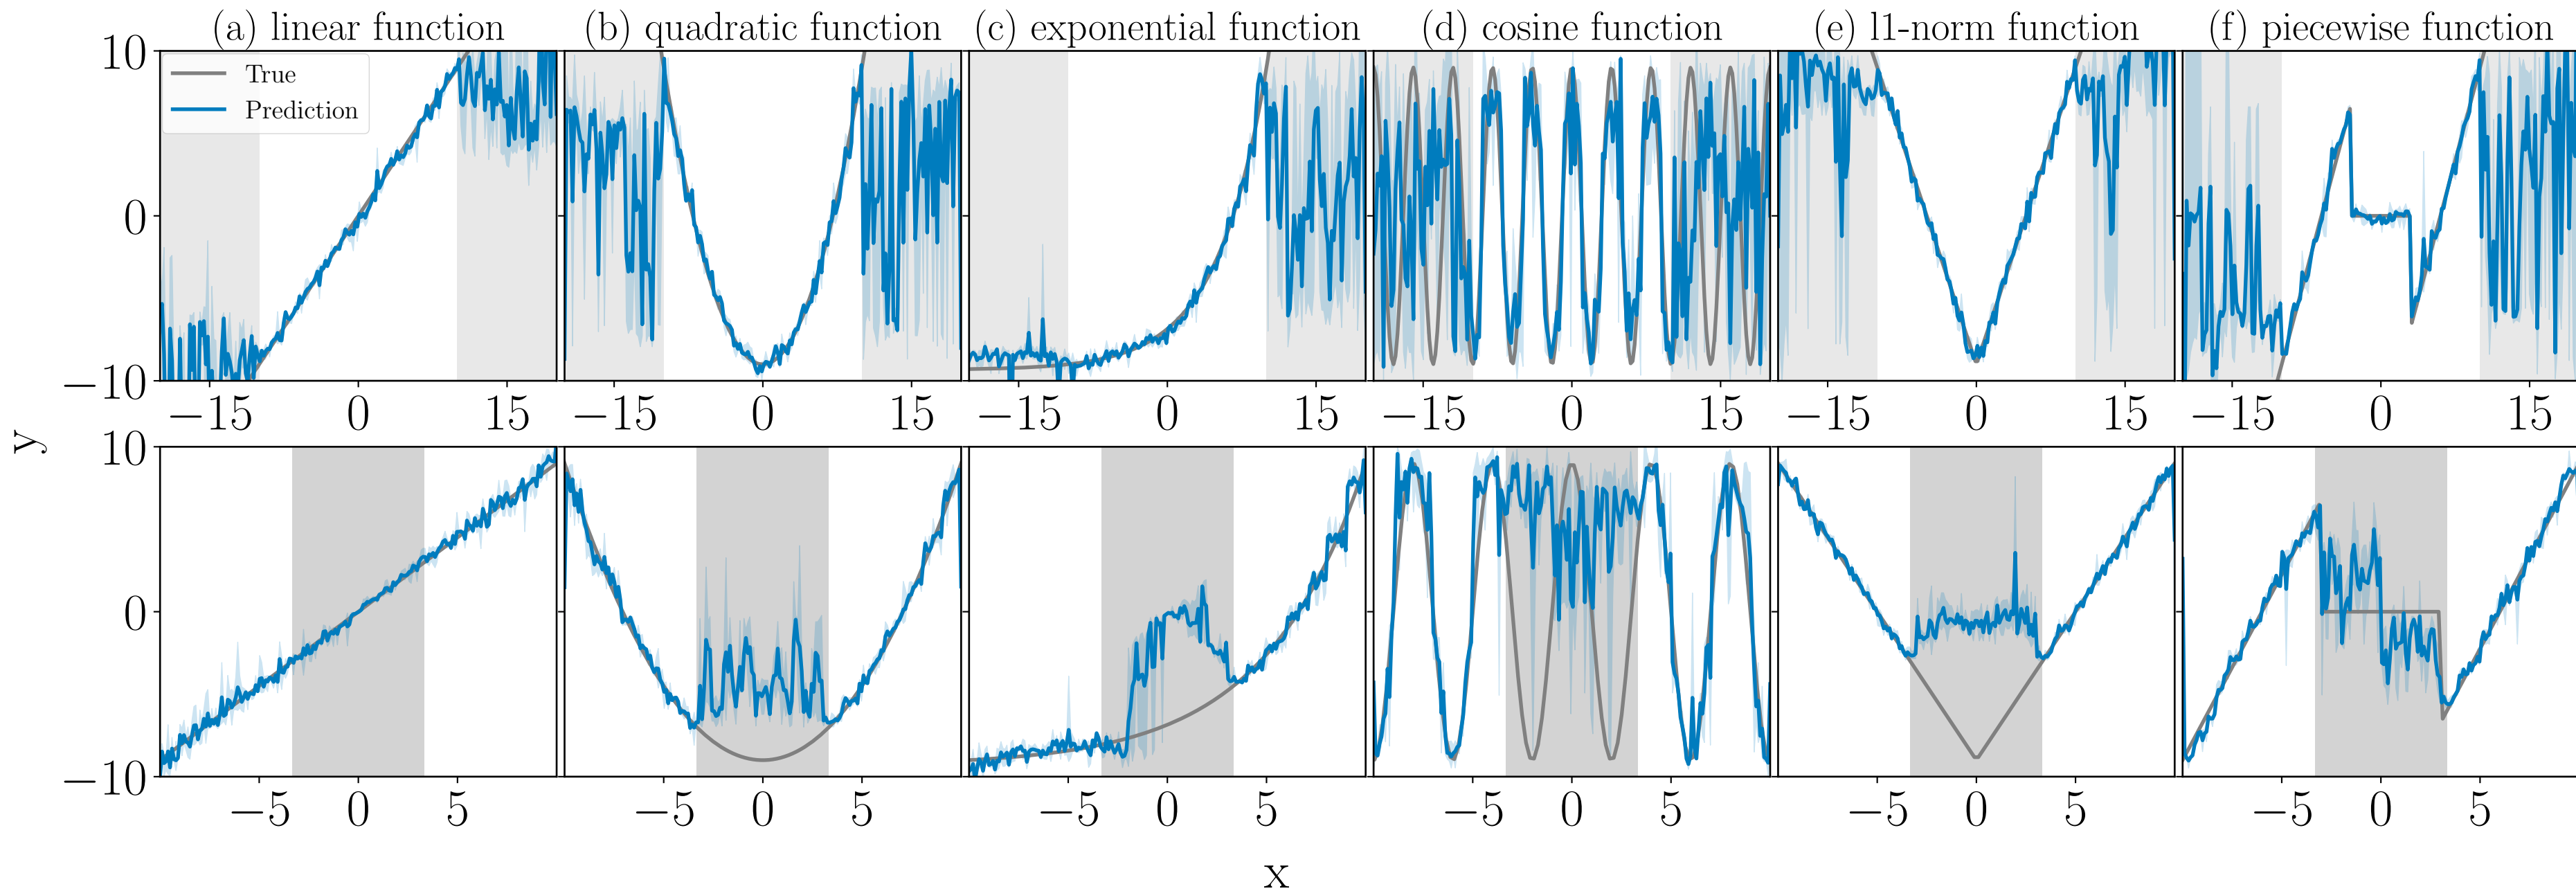 (a) linear function (b) quadratic function (c) exponential function (d) cosine function (e) l1-norm function (f) piecewise function
10
True
Prediction
0
−10
−15 0 15 −15 0 15 −15 0 15 −15 0 15 −15 0 15 −15 0 15
y
10
0
−10
−5 0 5 −5 0 5 −5 0 5 −5 0 5 −5 0 5 −5 0 5
x